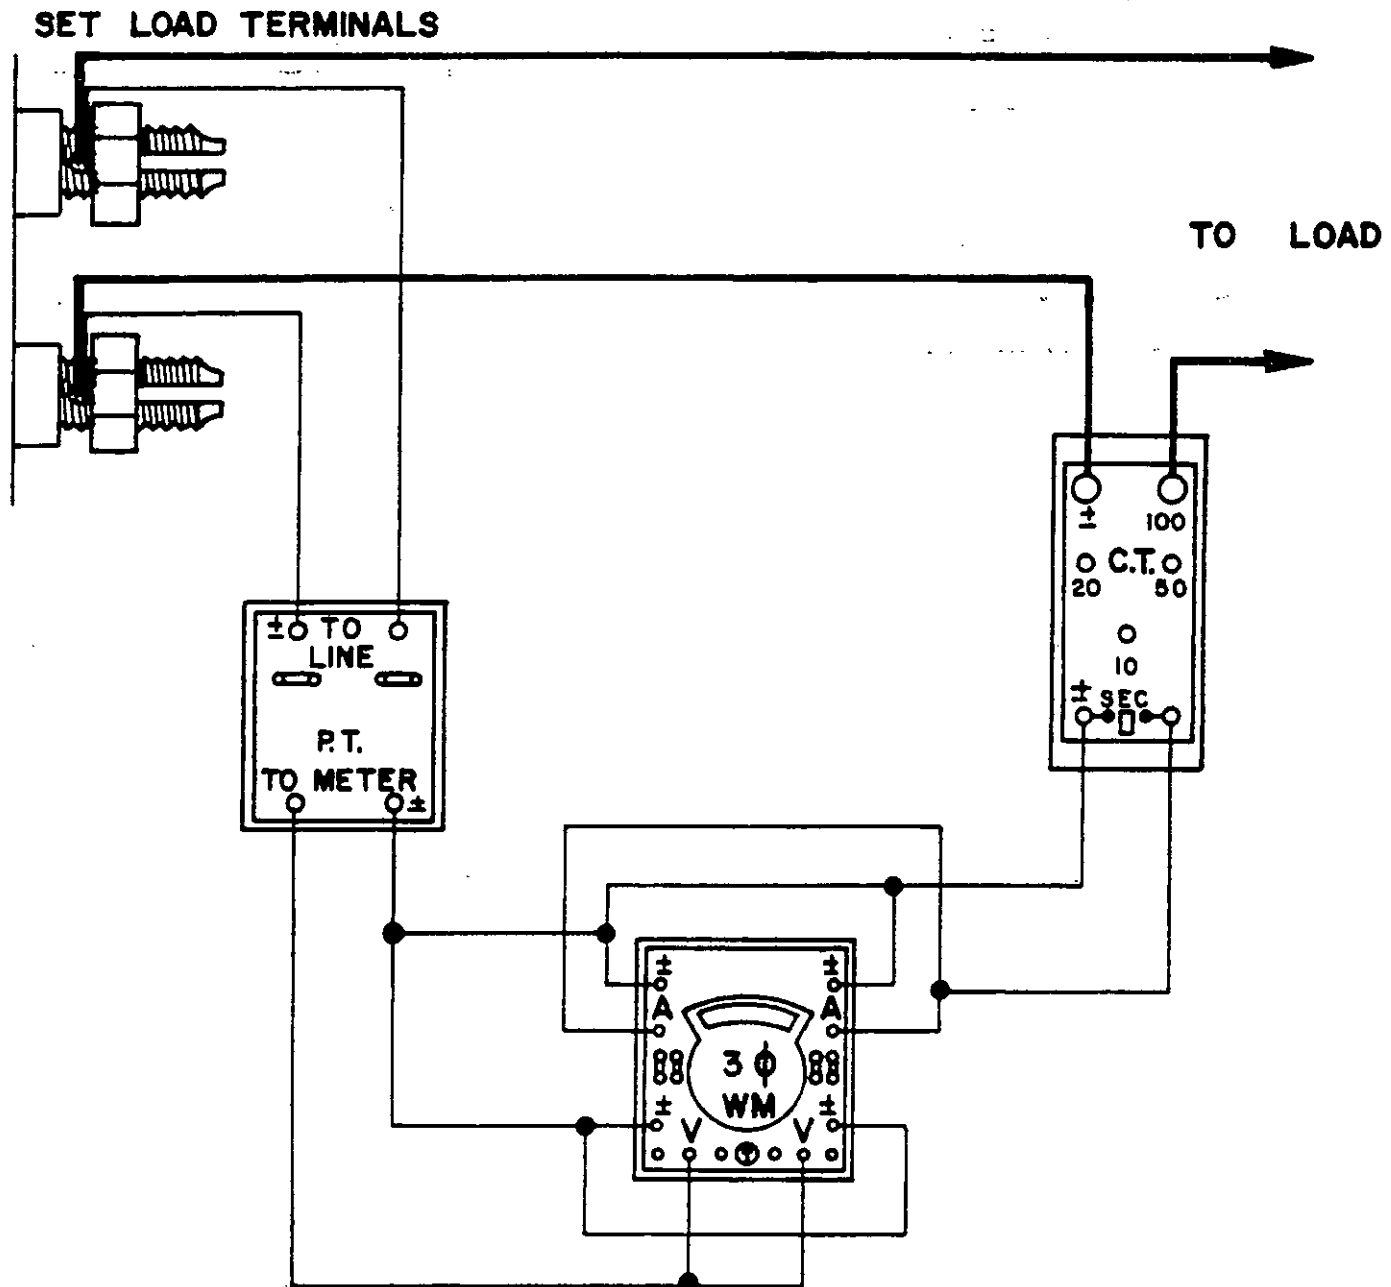 SET LOAD TERMINALS
TO LOAD
± 100
C.T.
20 50
10
± SEC
± TO
LINE
P.T.
TO METER
±
± ±
A A
3 ϕ
WM
± ±
V V